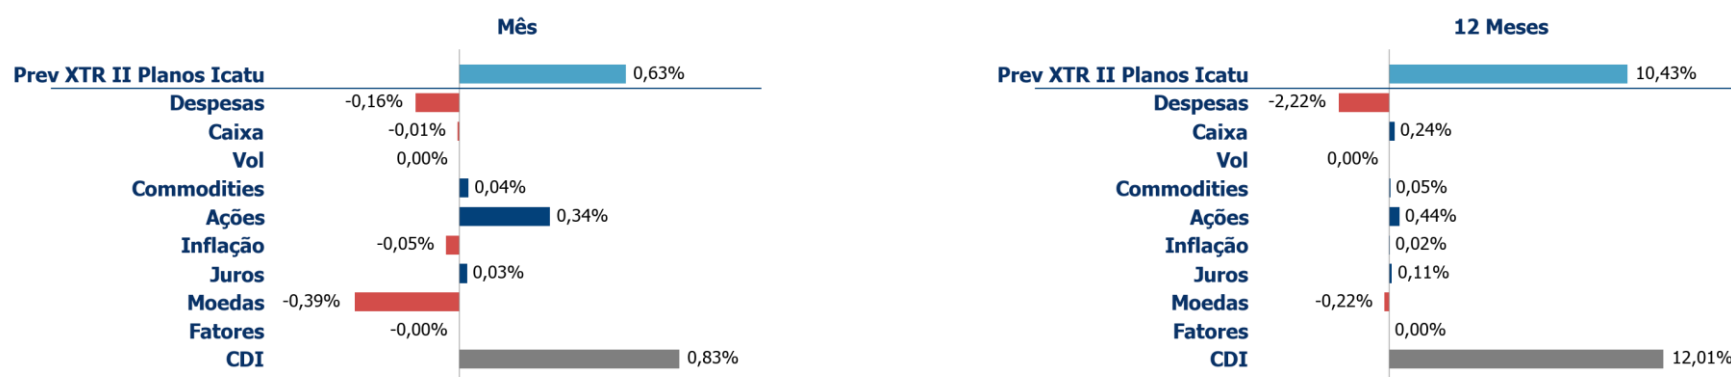 Mês
Prev XTR II Planos Icatu 0,63%
Despesas -0,16%
Caixa -0,01%
Vol 0,00%
Commodities 0,04%
Ações 0,34%
Inflação -0,05%
Juros 0,03%
Moedas -0,39%
Fatores -0,00%
CDI 0,83%
12 Meses
Prev XTR II Planos Icatu 10,43%
Despesas -2,22%
Caixa 0,24%
Vol 0,00%
Commodities 0,05%
Ações 0,44%
Inflação 0,02%
Juros 0,11%
Moedas -0,22%
Fatores 0,00%
CDI 12,01%